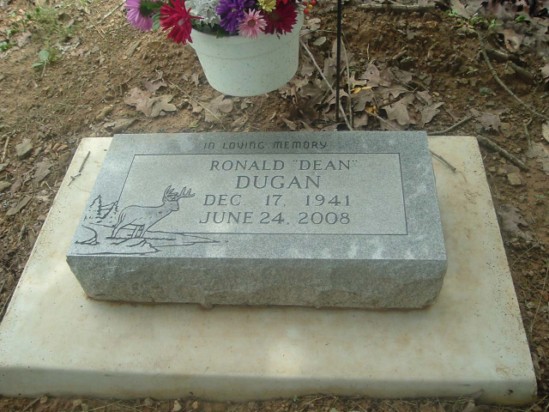 IN LOVING MEMORY
RONALD "DEAN"
DUGAN
DEC 17, 1941
JUNE 24, 2008